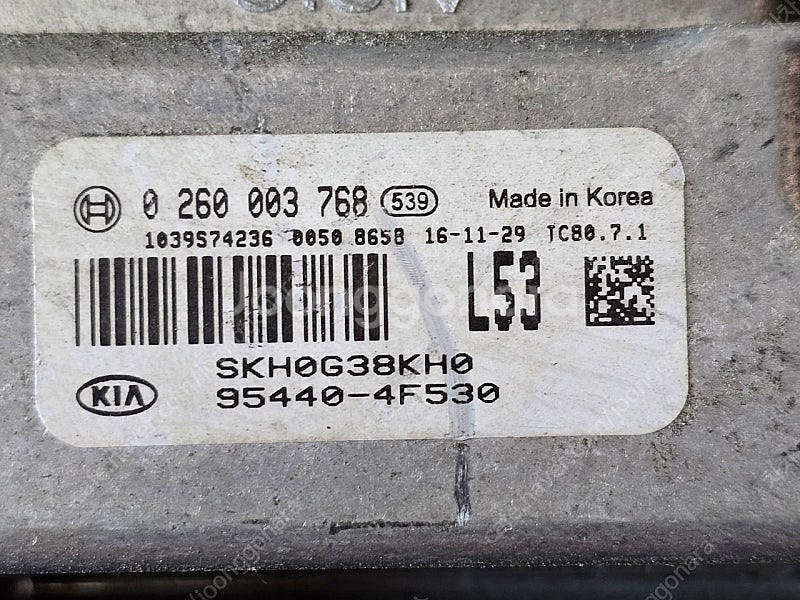 0 260 003 768 539 Made in Korea
1039S74236 0050 8658 16-11-29 TC80.7.1
L53
SKH0G38KH0
KIA 95440-4F530
Joonggonara